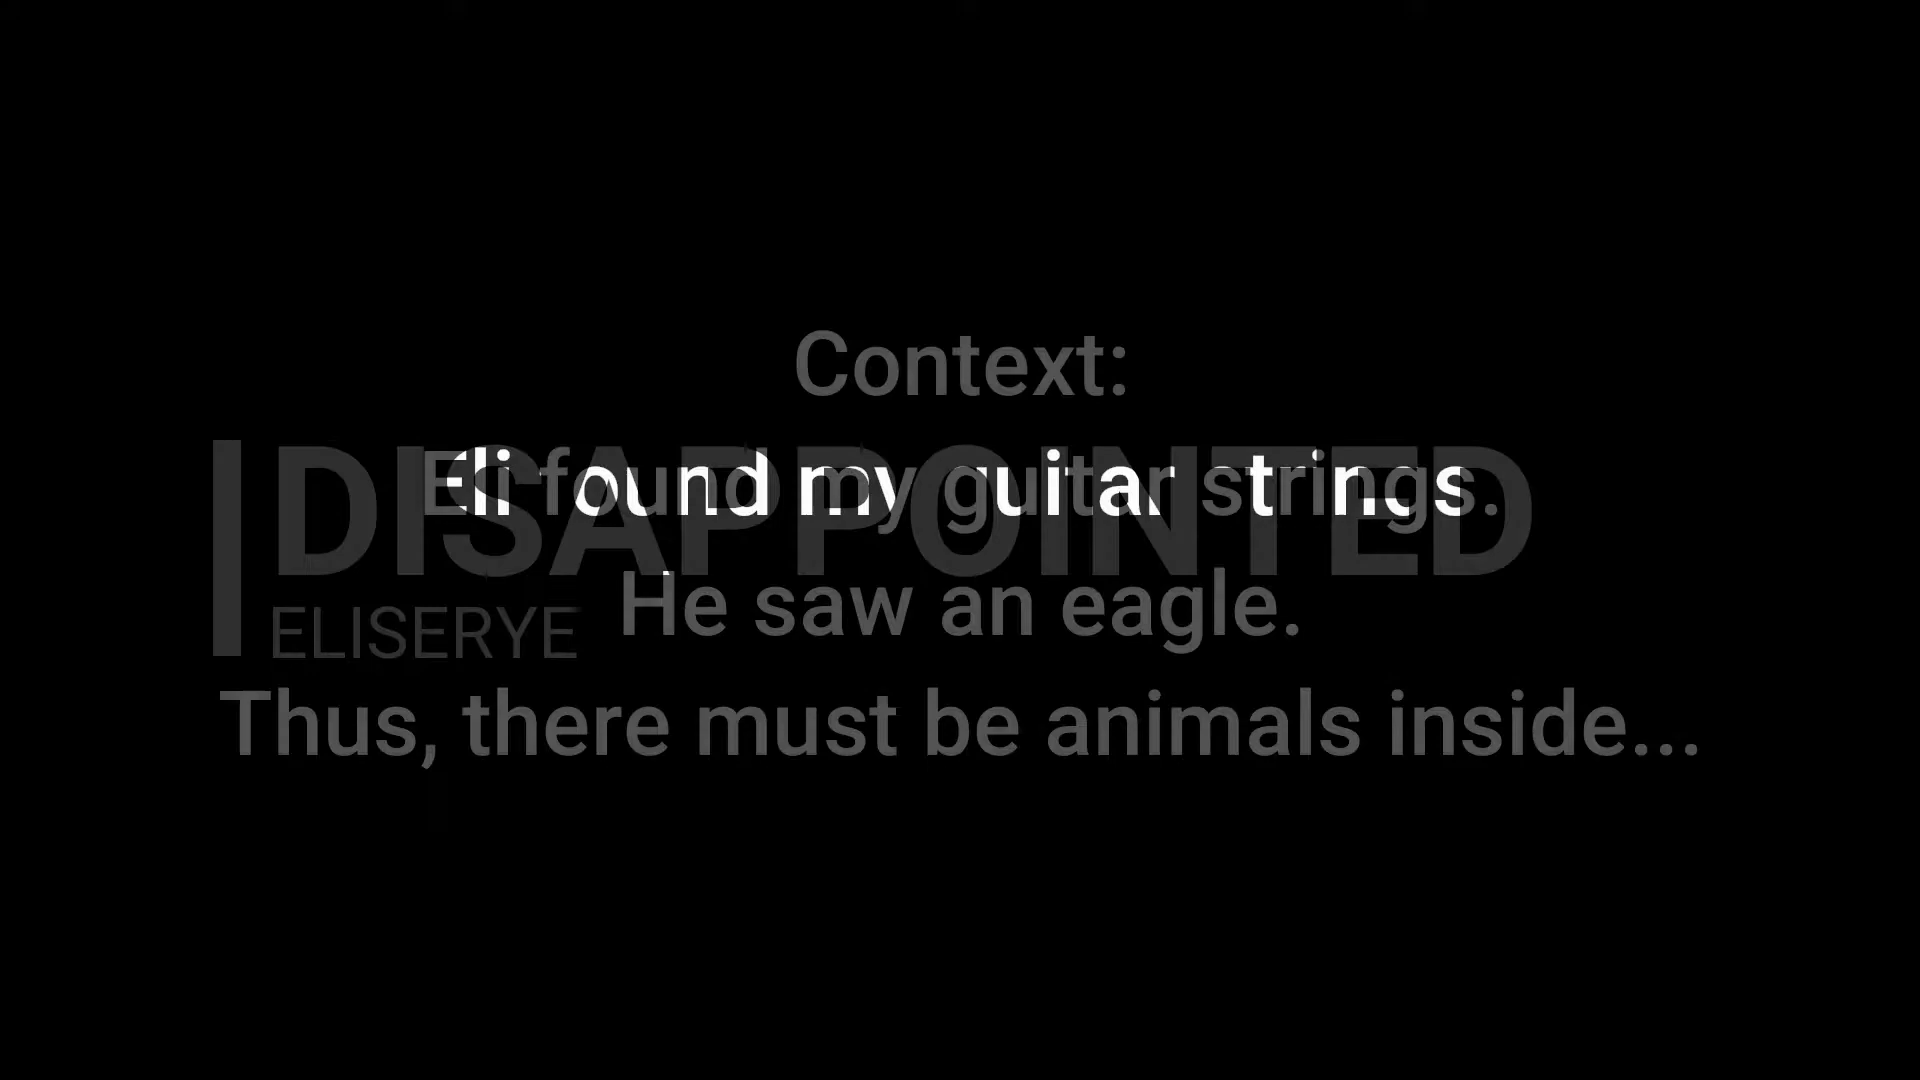 Context:
Eli found my guitar strings.
DISAPPOINTED
He saw an eagle.
ELISERYE
Thus, there must be animals inside...